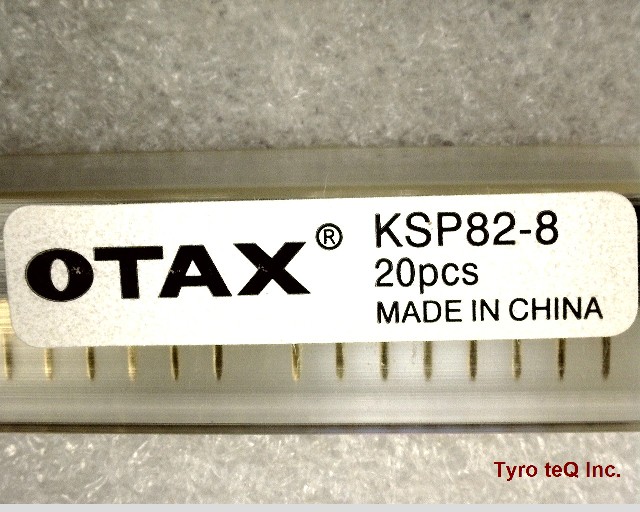 OTAX®
KSP82-8
20pcs
MADE IN CHINA
Tyro teQ Inc.